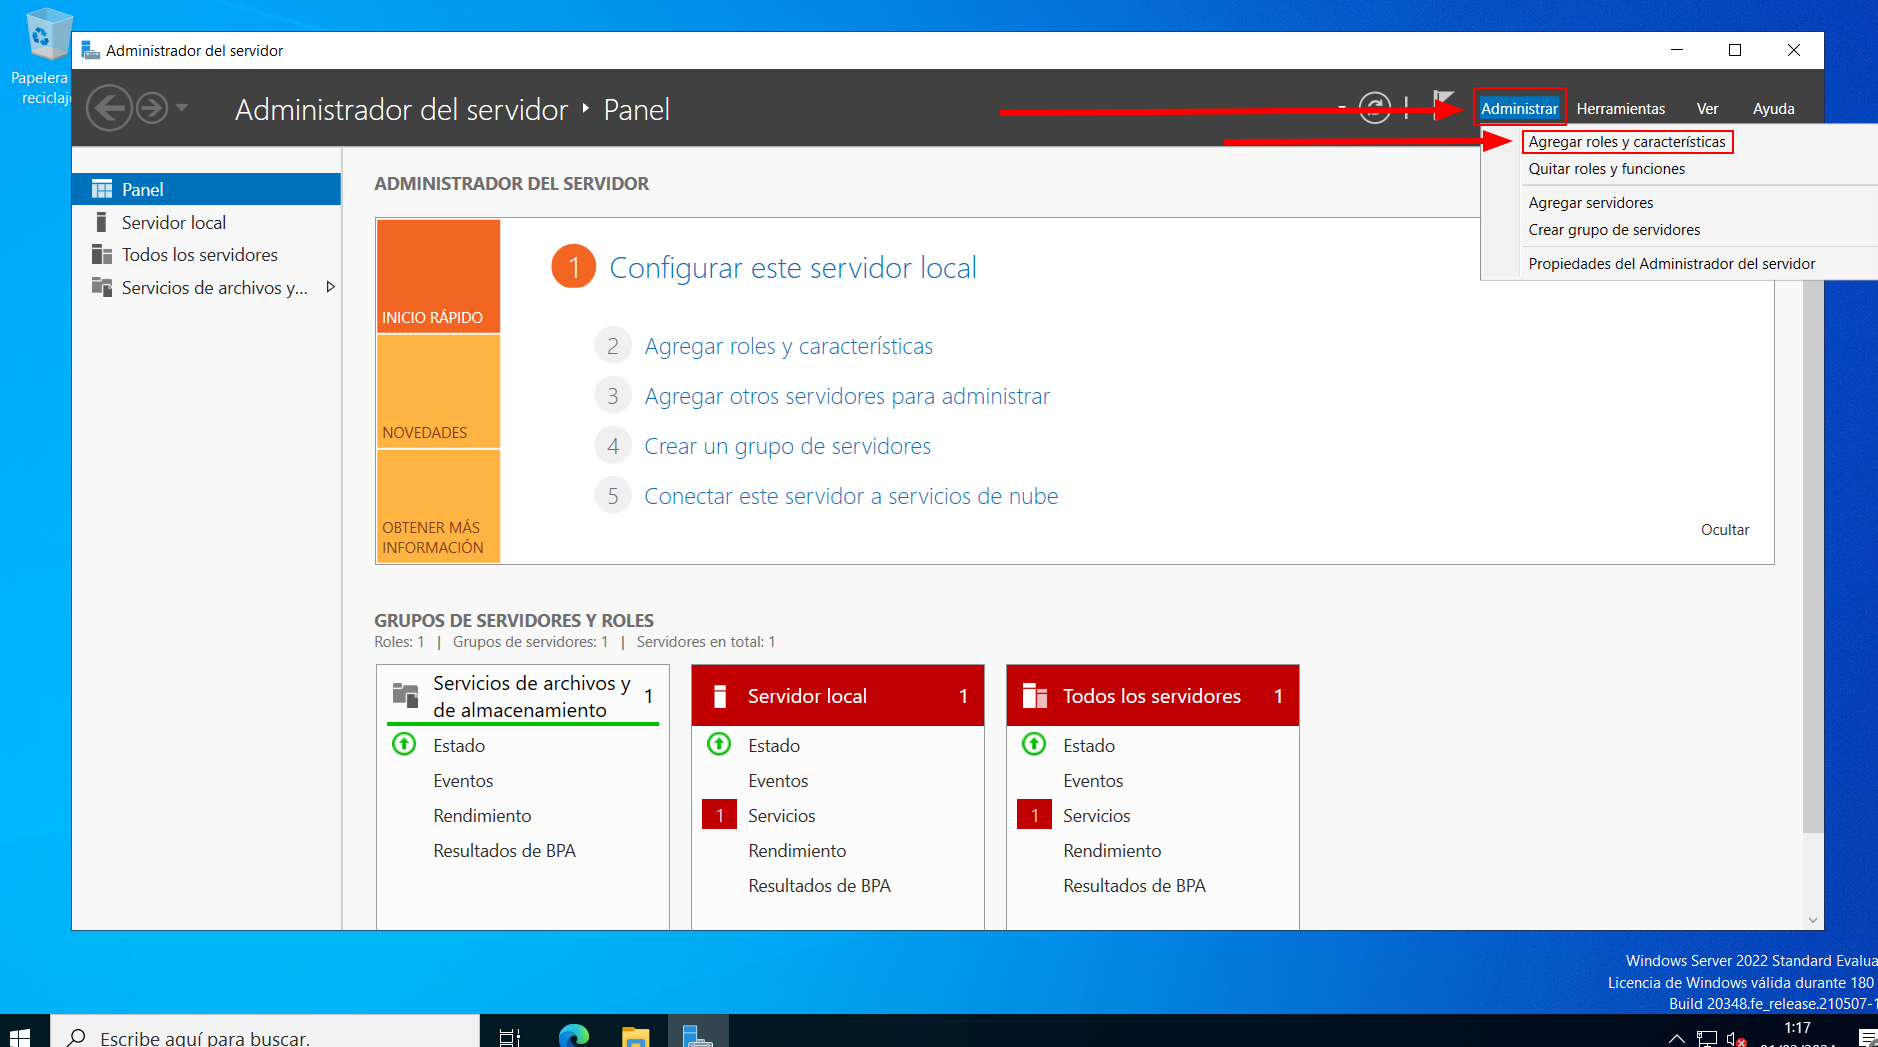 Papelera
reciclaj
Administrador del servidor
Administrador del servidor
Panel
Administrar
Herramientas
Ver
Ayuda
Agregar roles y características
Quitar roles y funciones
Agregar servidores
Crear grupo de servidores
Propiedades del Administrador del servidor
Panel
Servidor local
Todos los servidores
Servicios de archivos y...
ADMINISTRADOR DEL SERVIDOR
INICIO RÁPIDO
NOVEDADES
OBTENER MÁS
INFORMACIÓN
1 Configurar este servidor local
2 Agregar roles y características
3 Agregar otros servidores para administrar
4 Crear un grupo de servidores
5 Conectar este servidor a servicios de nube
Ocultar
GRUPOS DE SERVIDORES Y ROLES
Roles: 1 | Grupos de servidores: 1 | Servidores en total: 1
Servicios de archivos y
de almacenamiento
1
Estado
Eventos
Rendimiento
Resultados de BPA
Servidor local 1
Estado
Eventos
1 Servicios
Rendimiento
Resultados de BPA
Todos los servidores 1
Estado
Eventos
1 Servicios
Rendimiento
Resultados de BPA
Windows Server 2022 Standard Evalua
Licencia de Windows válida durante 180
Build 20348.fe_release.210507-1
Escribe aquí para buscar.
1:17